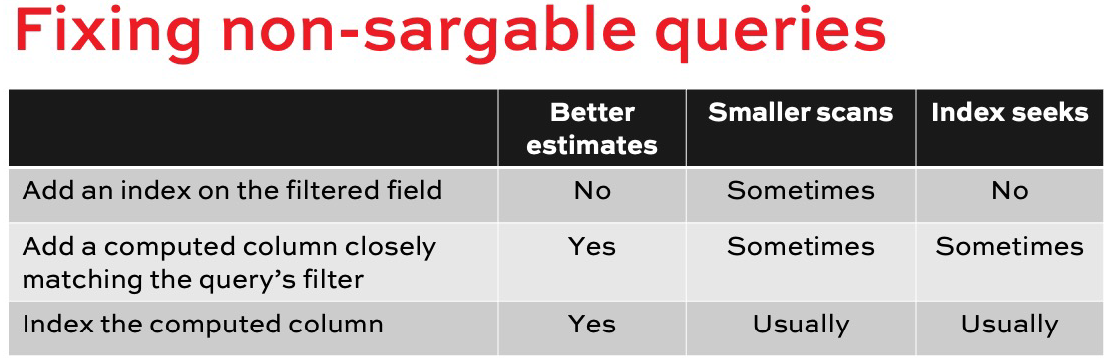 Fixing non-sargable queries
Better estimates Smaller scans Index seeks
Add an index on the filtered field No Sometimes No
Add a computed column closely matching the query’s filter Yes Sometimes Sometimes
Index the computed column Yes Usually Usually